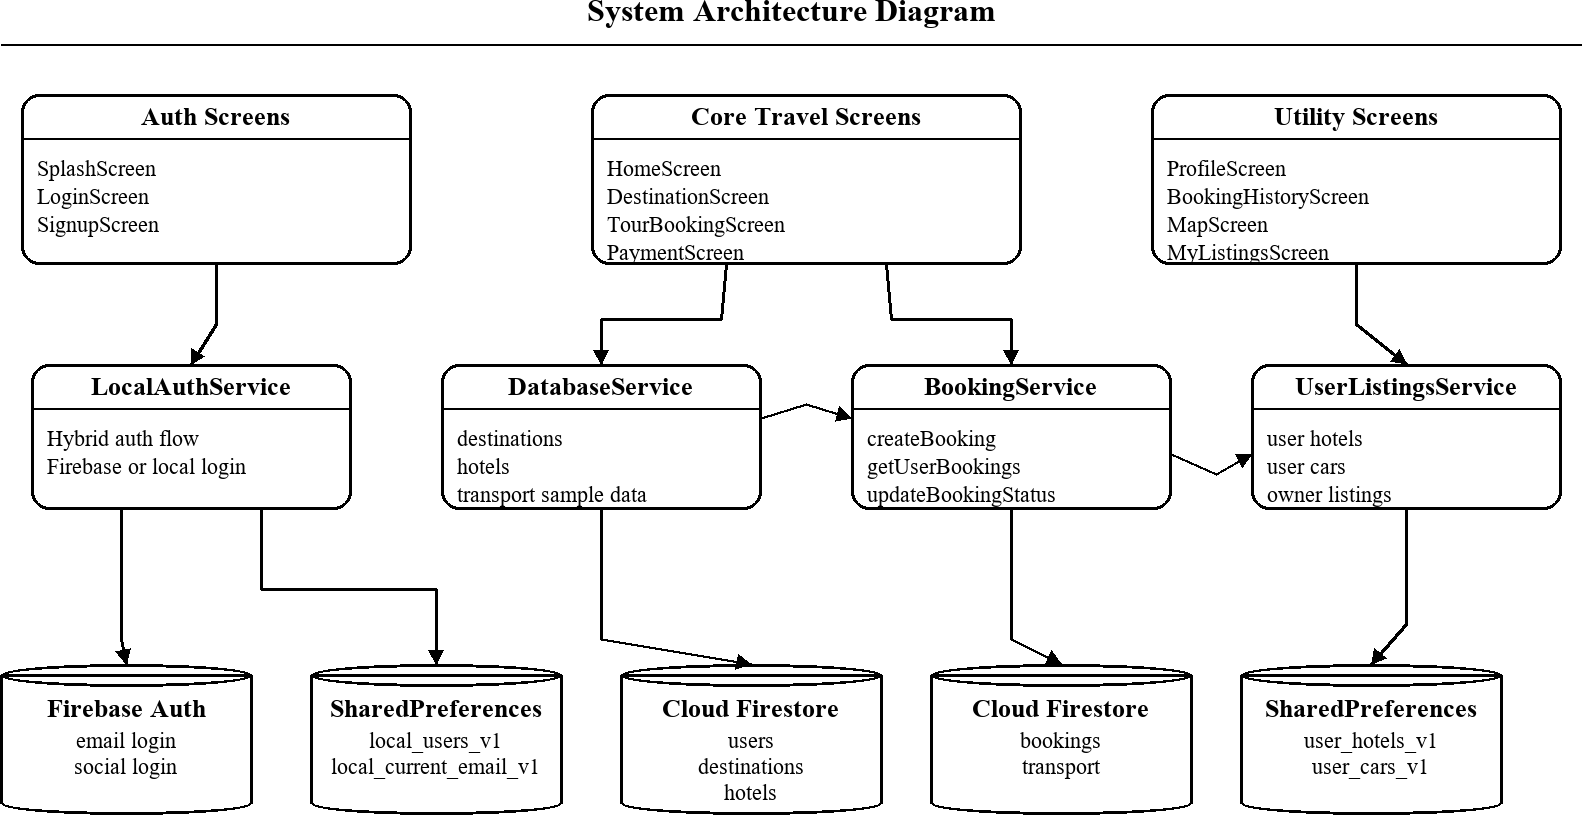 System Architecture Diagram
Auth Screens
SplashScreen
LoginScreen
SignupScreen
Core Travel Screens
HomeScreen
DestinationScreen
TourBookingScreen
PaymentScreen
Utility Screens
ProfileScreen
BookingHistoryScreen
MapScreen
MyListingsScreen
LocalAuthService
Hybrid auth flow
Firebase or local login
DatabaseService
destinations
hotels
transport sample data
BookingService
createBooking
getUserBookings
updateBookingStatus
UserListingsService
user hotels
user cars
owner listings
Firebase Auth
email login
social login
SharedPreferences
local_users_v1
local_current_email_v1
Cloud Firestore
users
destinations
hotels
Cloud Firestore
bookings
transport
SharedPreferences
user_hotels_v1
user_cars_v1